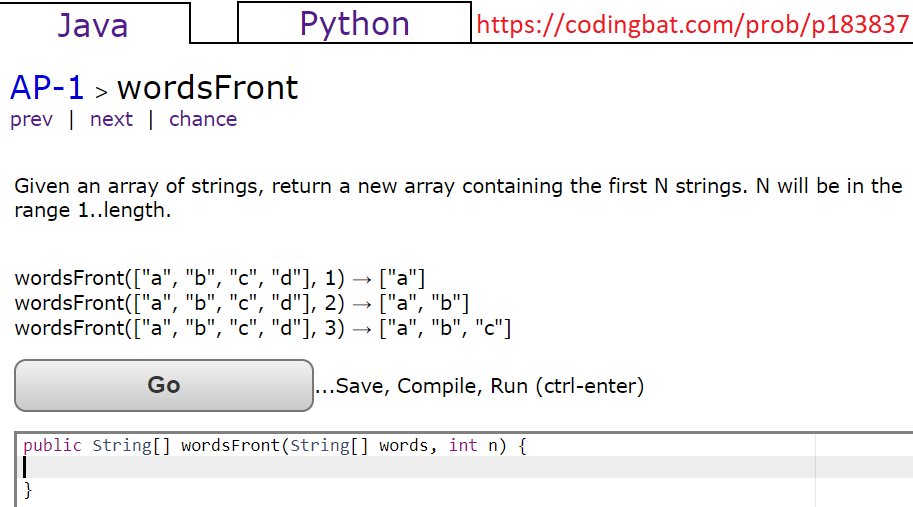 Java Python https://codingbat.com/prob/p183837
AP-1 > wordsFront
prev | next | chance
Given an array of strings, return a new array containing the first N strings. N will be in the
range 1..length.
wordsFront(["a", "b", "c", "d"], 1) → ["a"]
wordsFront(["a", "b", "c", "d"], 2) → ["a", "b"]
wordsFront(["a", "b", "c", "d"], 3) → ["a", "b", "c"]
Go ...Save, Compile, Run (ctrl-enter)
public String[] wordsFront(String[] words, int n) {
}